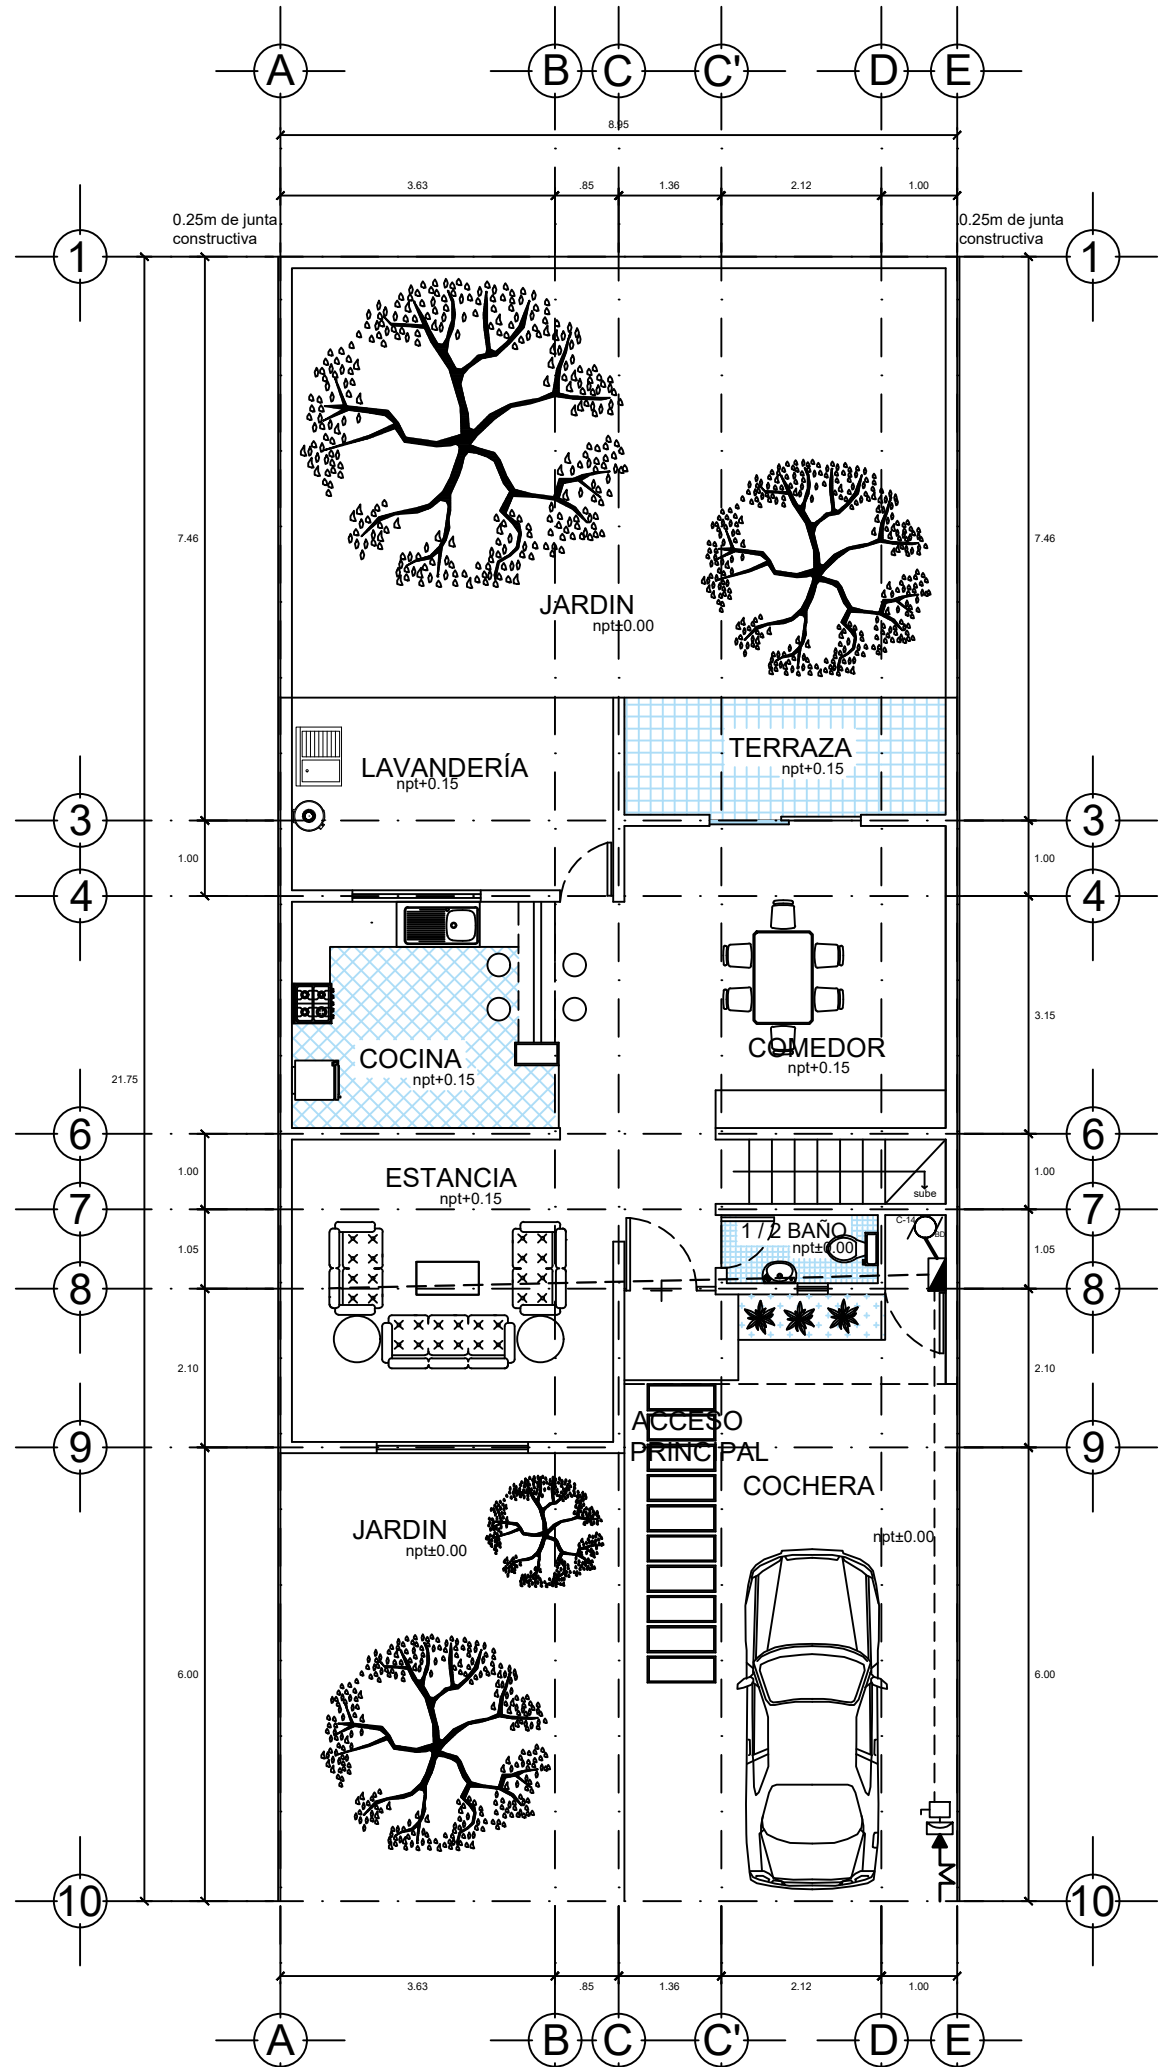 A B C C' D E
8.95
3.63 .85 1.36 2.12 1.00
0.25m de junta
constructiva
0.25m de junta
constructiva
1 1
7.46 7.46
JARDIN
npt±0.00
LAVANDERÍA
npt+0.15
TERRAZA
npt+0.15
3 3
1.00 1.00
4 4
3.15
COCINA
npt+0.15
COMEDOR
npt+0.15
21.75
6 6
1.00 1.00
ESTANCIA
npt+0.15
sube
7 7
1 / 2 BAÑO
npt±0.00
C-14
BD
1.05 1.05
8 8
2.10 2.10
ACCESO
PRINCIPAL
9 9
COCHERA
npt±0.00
JARDIN
npt±0.00
6.00 6.00
M
10 10
3.63 .85 1.36 2.12 1.00
A B C C' D E